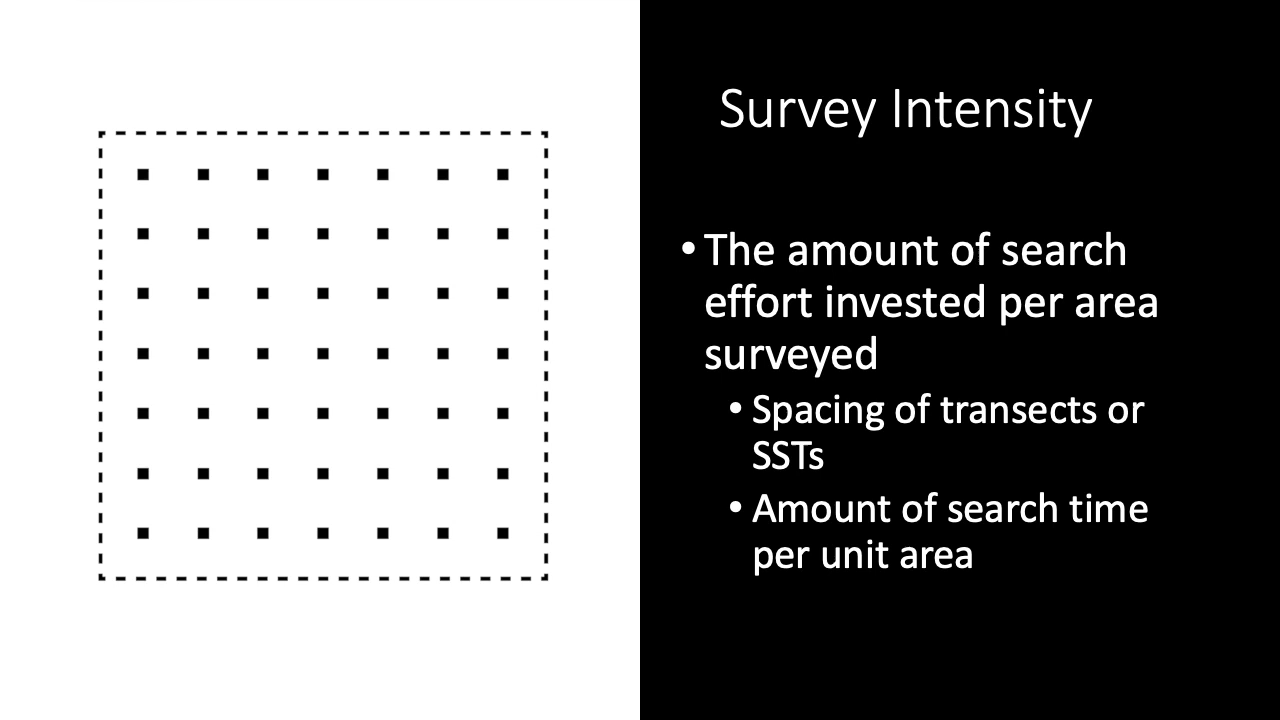 Survey Intensity
• The amount of search
effort invested per area
surveyed
• Spacing of transects or
SSTs
• Amount of search time
per unit area